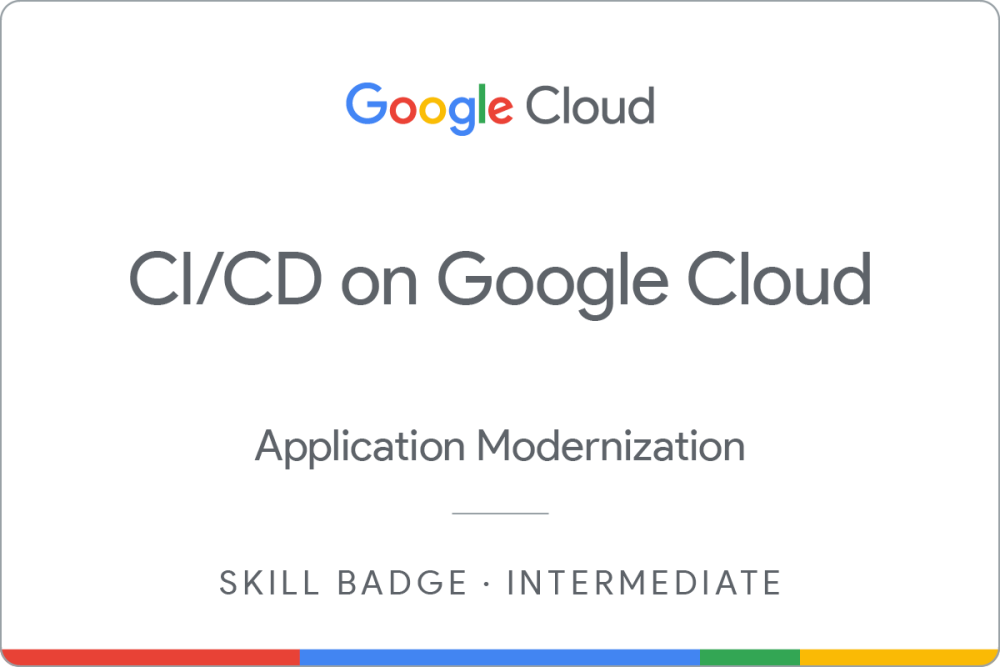 Google Cloud
CI/CD on Google Cloud
Application Modernization
SKILL BADGE · INTERMEDIATE